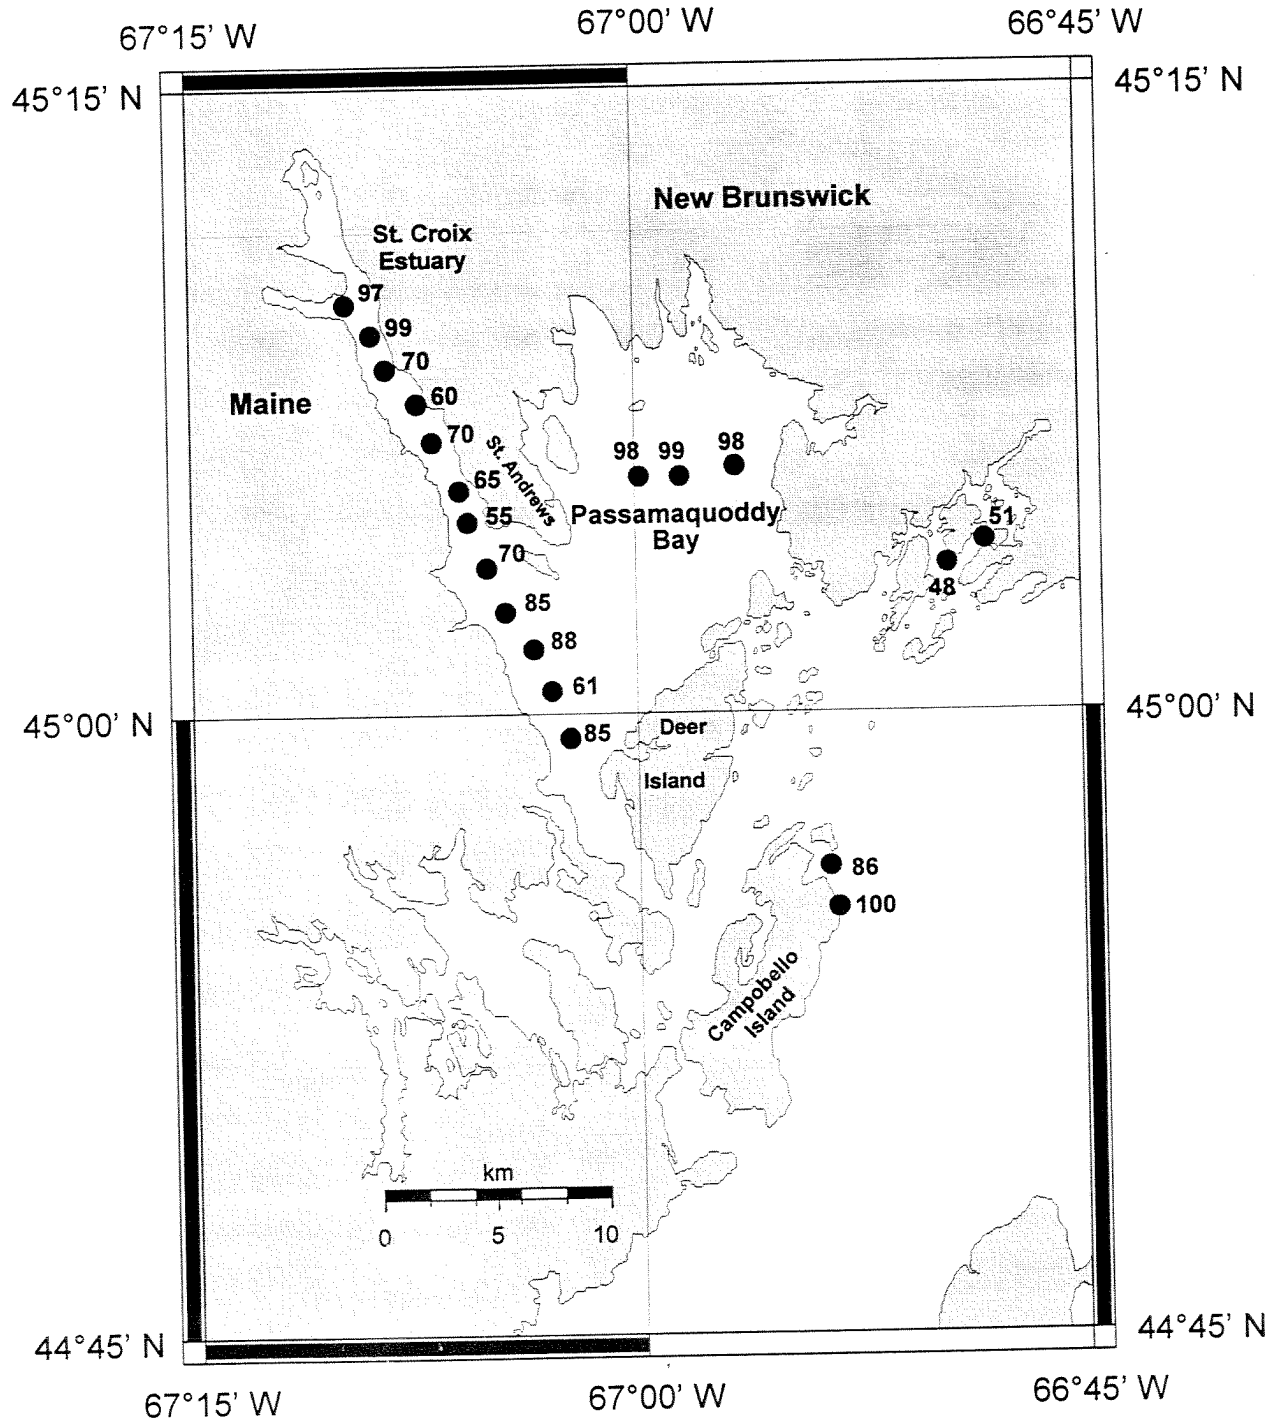 67°15' W
67°00' W
66°45' W
45°15' N
45°15' N
New Brunswick
St. Croix
Estuary
97
99
70
Maine
60
70
St. Andrews
98
99
98
65
55
Passamaquoddy
Bay
51
48
70
85
88
61
45°00' N
45°00' N
85
Deer
Island
86
100
Campobello
Island
km
0
5
10
44°45' N
44°45' N
67°15' W
67°00' W
66°45' W